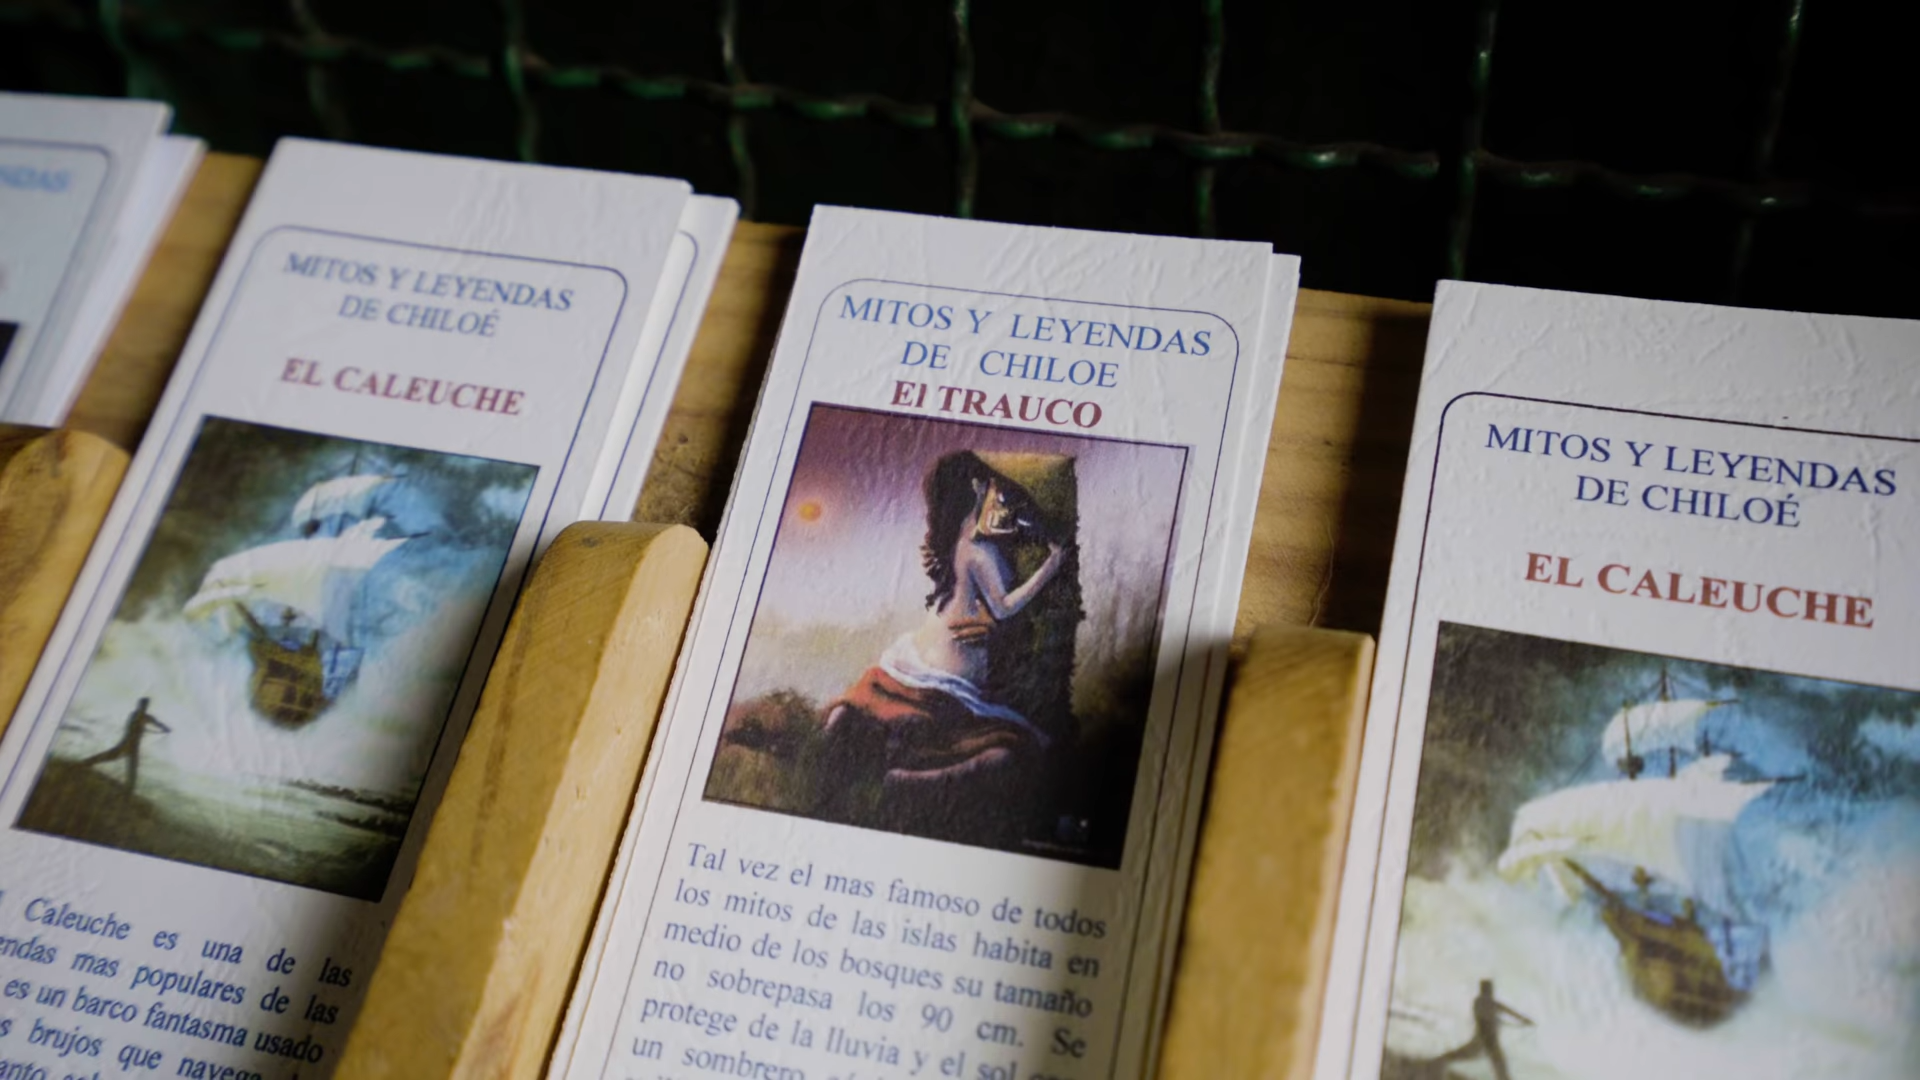 MITOS Y LEYENDAS
DE CHILOÉ
EL CALEUCHE
Caleuche es una de las
mas populares de las
es un barco fantasma usado
brujos que
MITOS Y LEYENDAS
DE CHILOE
El TRAUCO
Tal vez el mas famoso de todos
los mitos de las islas habita en
medio de los bosques su tamaño
no sobrepasa los 90 cm. Se
protege de la lluvia y el sol
un sombrero
MITOS Y LEYENDAS
DE CHILOÉ
EL CALEUCHE